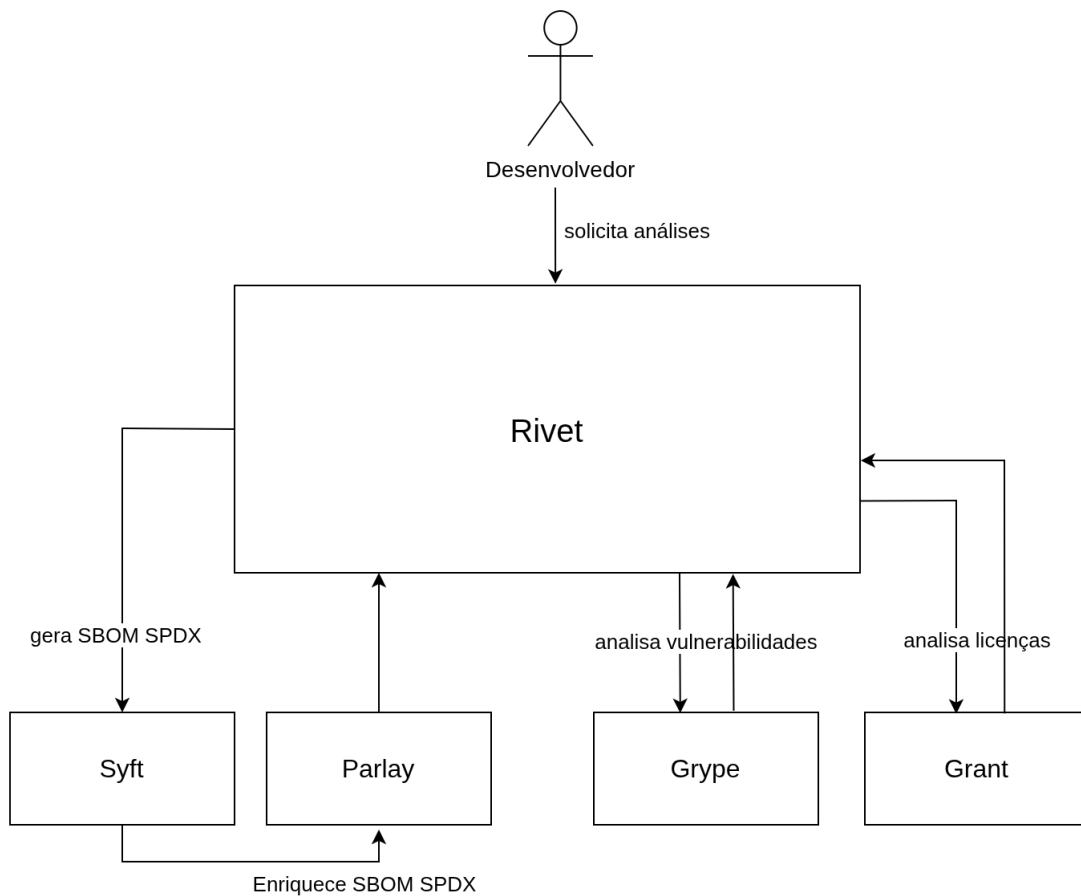 Desenvolvedor
solicita análises
Rivet
gera SBOM SPDX
analisa vulnerabilidades
analisa licenças
Syft
Parlay
Grype
Grant
Enriquece SBOM SPDX